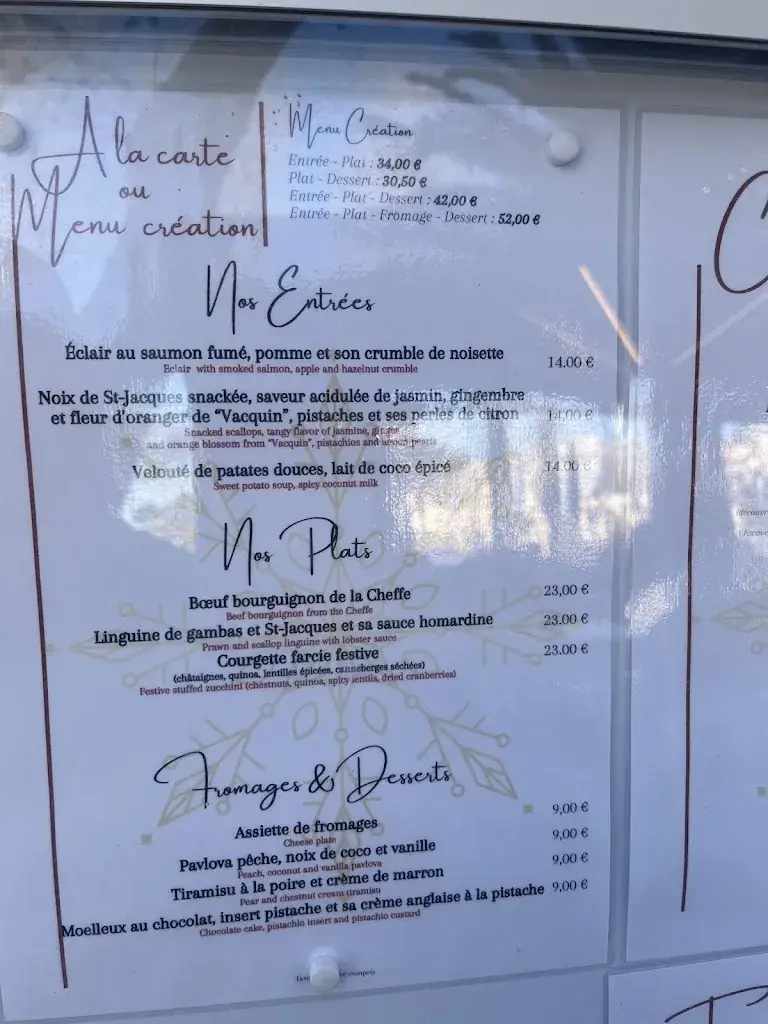 A la carte
ou
Menu création
Menu Création
Entrée - Plat : 34,00 €
Plat - Dessert : 30,50 €
Entrée - Plat - Dessert : 42,00 €
Entrée - Plat - Fromage - Dessert : 52,00 €
Nos Entrées
Éclair au saumon fumé, pomme et son crumble de noisette 14.00 €
Eclair with smoked salmon, apple and hazelnut crumble
Noix de St-Jacques snackée, saveur acidulée de jasmin, gingembre
et fleur d'oranger de "Vacquin", pistaches et ses perles de citron 14,00 €
Snacked scallops, tangy flavor of jasmine, ginger
and orange blossom from "Vacquin", pistachios and lemon pearls
Velouté de patates douces, lait de coco épicé 14.00 €
Sweet potato soup, spicy coconut milk
Nos Plats
Bœuf bourguignon de la Cheffe 23,00 €
Beef bourguignon from the Cheffe
Linguine de gambas et St-Jacques et sa sauce homardine 23.00 €
Prawn and scallop linguine with lobster sauce
Courgette farcie festive 23.00 €
(châtaignes, quinoa, lentilles épicées, canneberges séchées)
Festive stuffed zucchini (chestnuts, quinoa, spicy lentils, dried cranberries)
Fromages & Desserts
Assiette de fromages 9,00 €
Cheese plate
Pavlova pêche, noix de coco et vanille 9,00 €
Peach, coconut and vanilla pavlova
Tiramisu à la poire et crème de marron 9,00 €
Pear and chestnut cream tiramisu
Moelleux au chocolat, insert pistache et sa crème anglaise à la pistache 9,00 €
Chocolate cake, pistachio insert and pistachio custard
compris